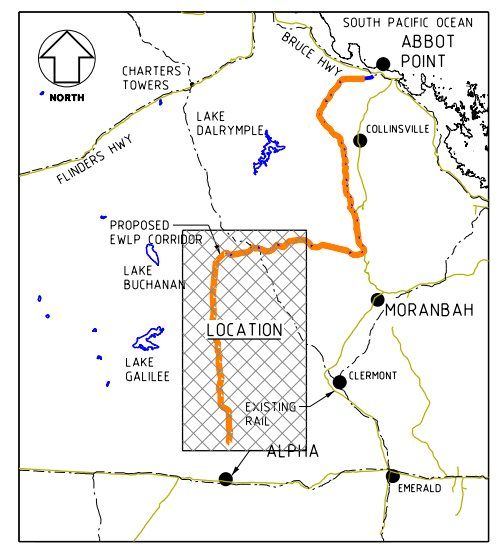 SOUTH PACIFIC OCEAN
ABBOT
POINT
BRUCE HWY
NORTH
CHARTERS
TOWERS
LAKE
DALRYMPLE
COLLINSVILLE
FLINDERS HWY
PROPOSED
EWLP CORRIDOR
LAKE
BUCHANAN
MORANBAH
LOCATION
LAKE
GALILEE
CLERMONT
EXISTING
RAIL
ALPHA
EMERALD